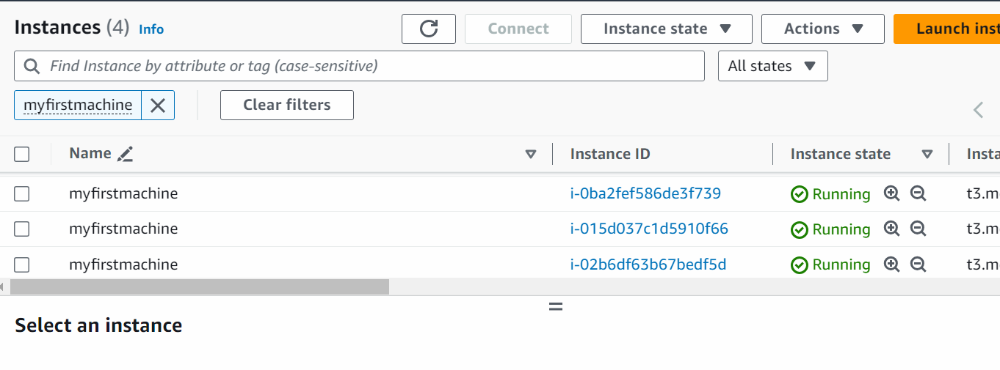 Instances (4) Info
Connect
Instance state
Actions
Launch inst
Find Instance by attribute or tag (case-sensitive)
All states
myfirstmachine
Clear filters
Name
Instance ID
Instance state
Insta
myfirstmachine i-0ba2fef586de3f739 Running t3.m
myfirstmachine i-015d037c1d5910f66 Running t3.m
myfirstmachine i-02b6df63b67bedf5d Running t3.m
Select an instance